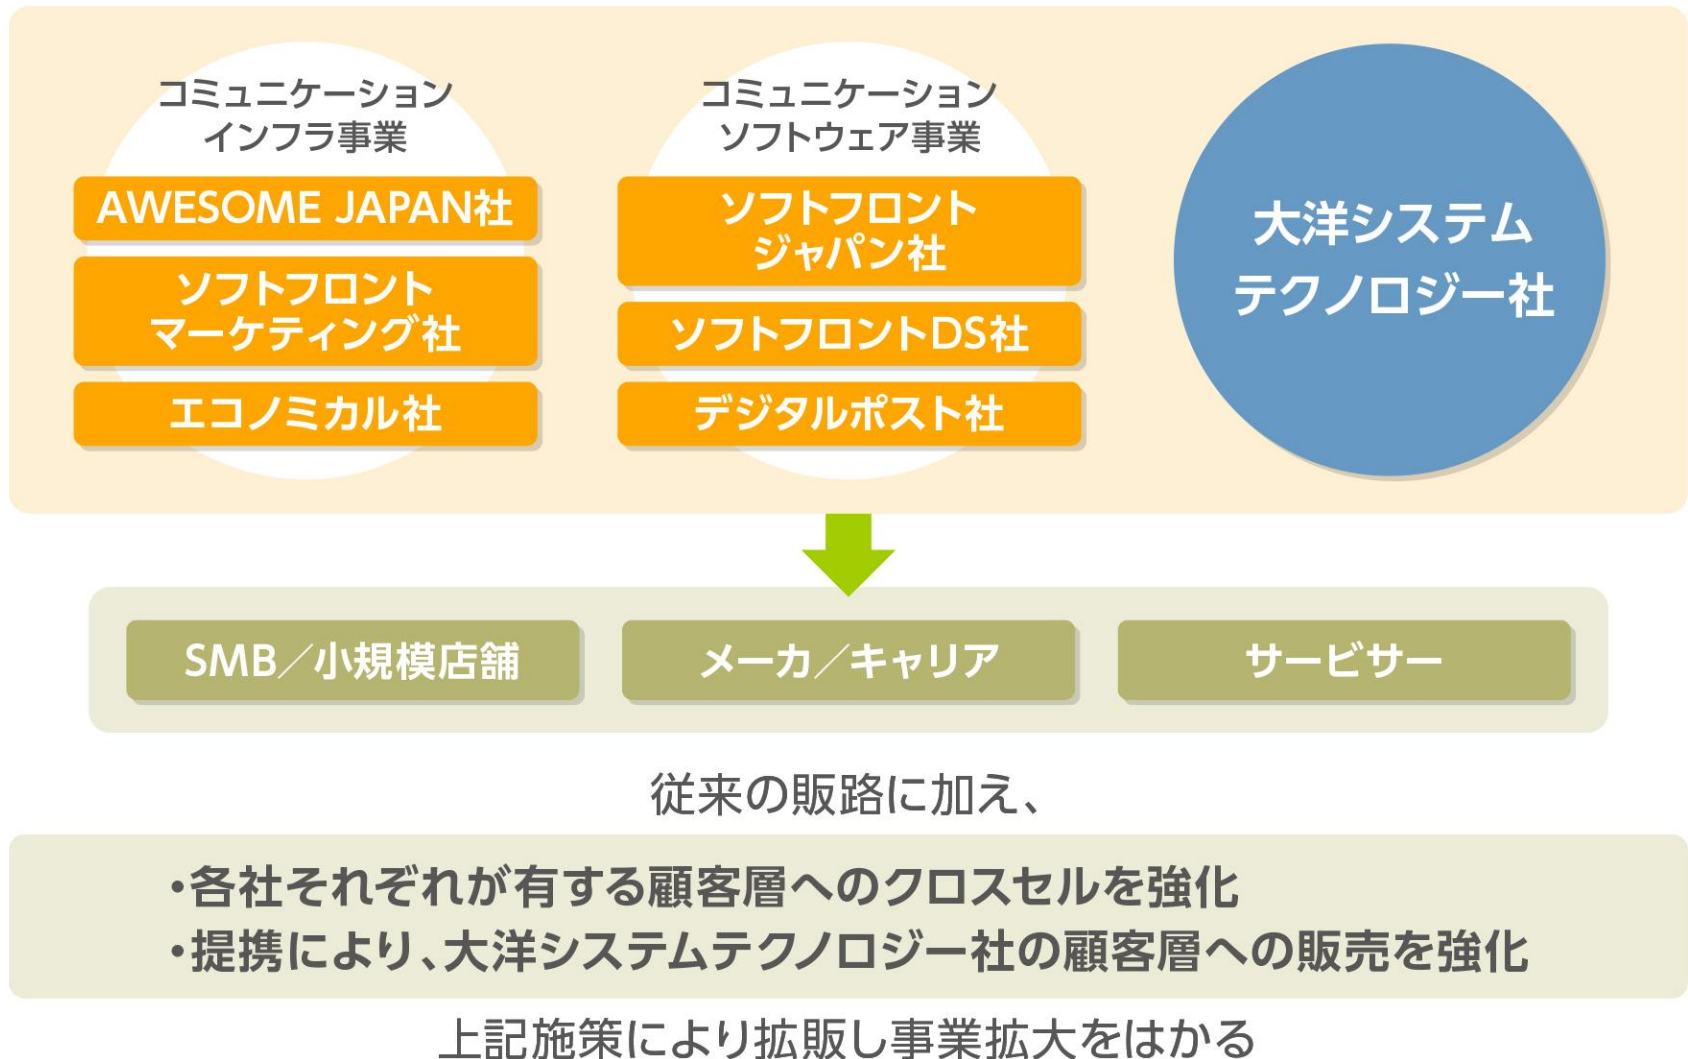 コミュニケーション
インフラ事業
AWESOME JAPAN社
ソフトフロント
マーケティング社
エコノミカル社
コミュニケーション
ソフトウェア事業
ソフトフロント
ジャパン社
ソフトフロントDS社
デジタルポスト社
大洋システム
テクノロジー社
SMB／小規模店舗
メーカ／キャリア
サービサー
従来の販路に加え、
・各社それぞれが有する顧客層へのクロスセルを強化
・提携により、大洋システムテクノロジー社の顧客層への販売を強化
上記施策により拡販し事業拡大をはかる